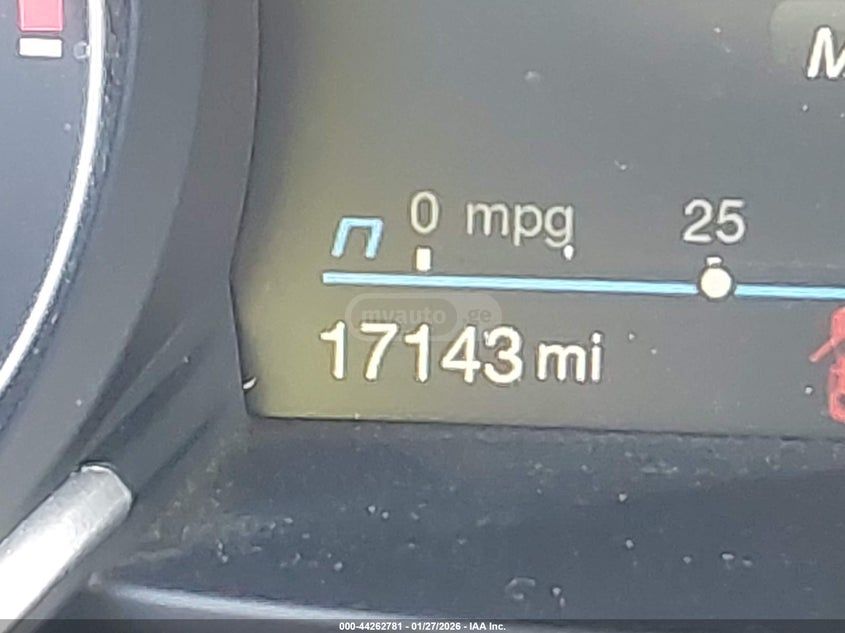 M
0 mpg 25
myauto.ge
17143 mi
000-44262781 - 01/27/2026 - IAA Inc.